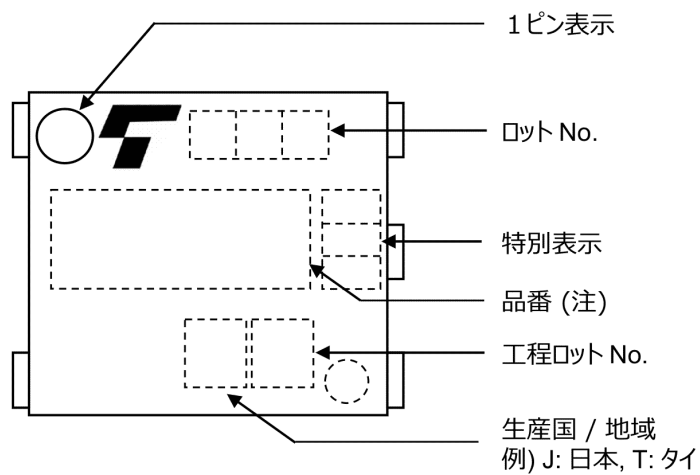 1ピン表示
ロット No.
特別表示
品番 (注)
工程ロット No.
生産国 / 地域
例) J: 日本, T: タイ